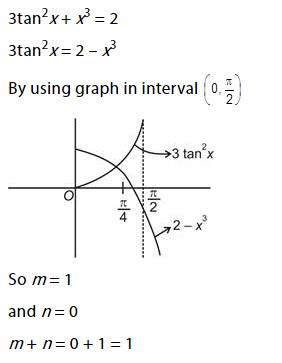 3tan²x + x³ = 2
3tan²x = 2 – x³
By using graph in interval (0, π/2)
3 tan²x
O
π/4
π/2
2 – x³
So m = 1
and n = 0
m + n = 0 + 1 = 1